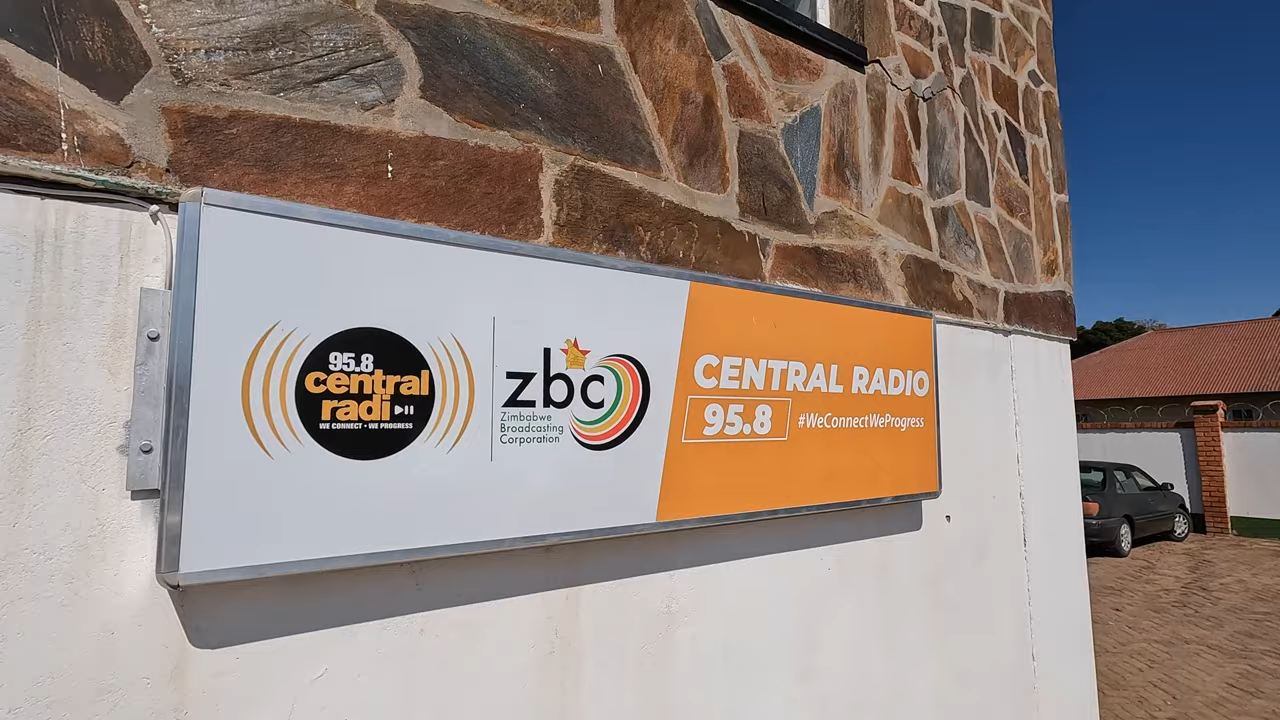 95.8
central
radi
WE CONNECT • WE PROGRESS
zbc
Zimbabwe
Broadcasting
Corporation
CENTRAL RADIO
95.8
#WeConnectWeProgress